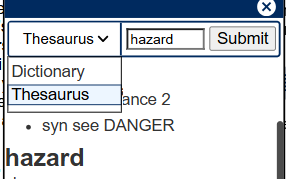 Thesaurus hazard Submit
Dictionary
Thesaurus
ance 2
syn see DANGER
hazard